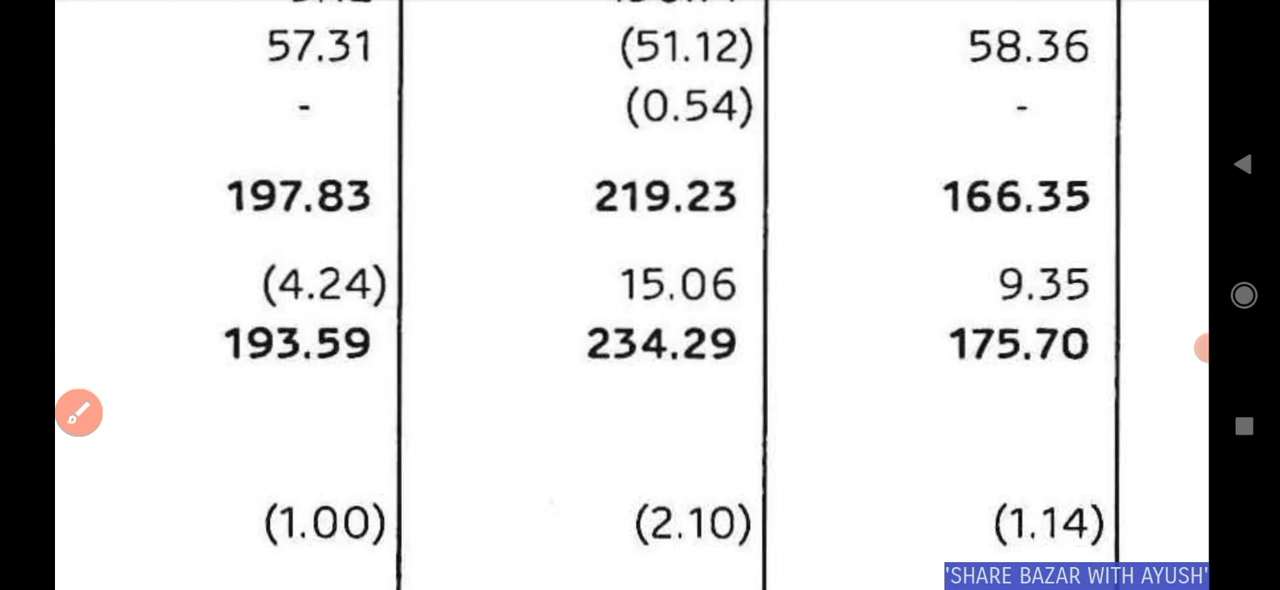 57.31 (51.12) 58.36
- (0.54) -
197.83 219.23 166.35
(4.24) 15.06 9.35
193.59 234.29 175.70
(1.00) (2.10) (1.14)
'SHARE BAZAR WITH AYUSH'